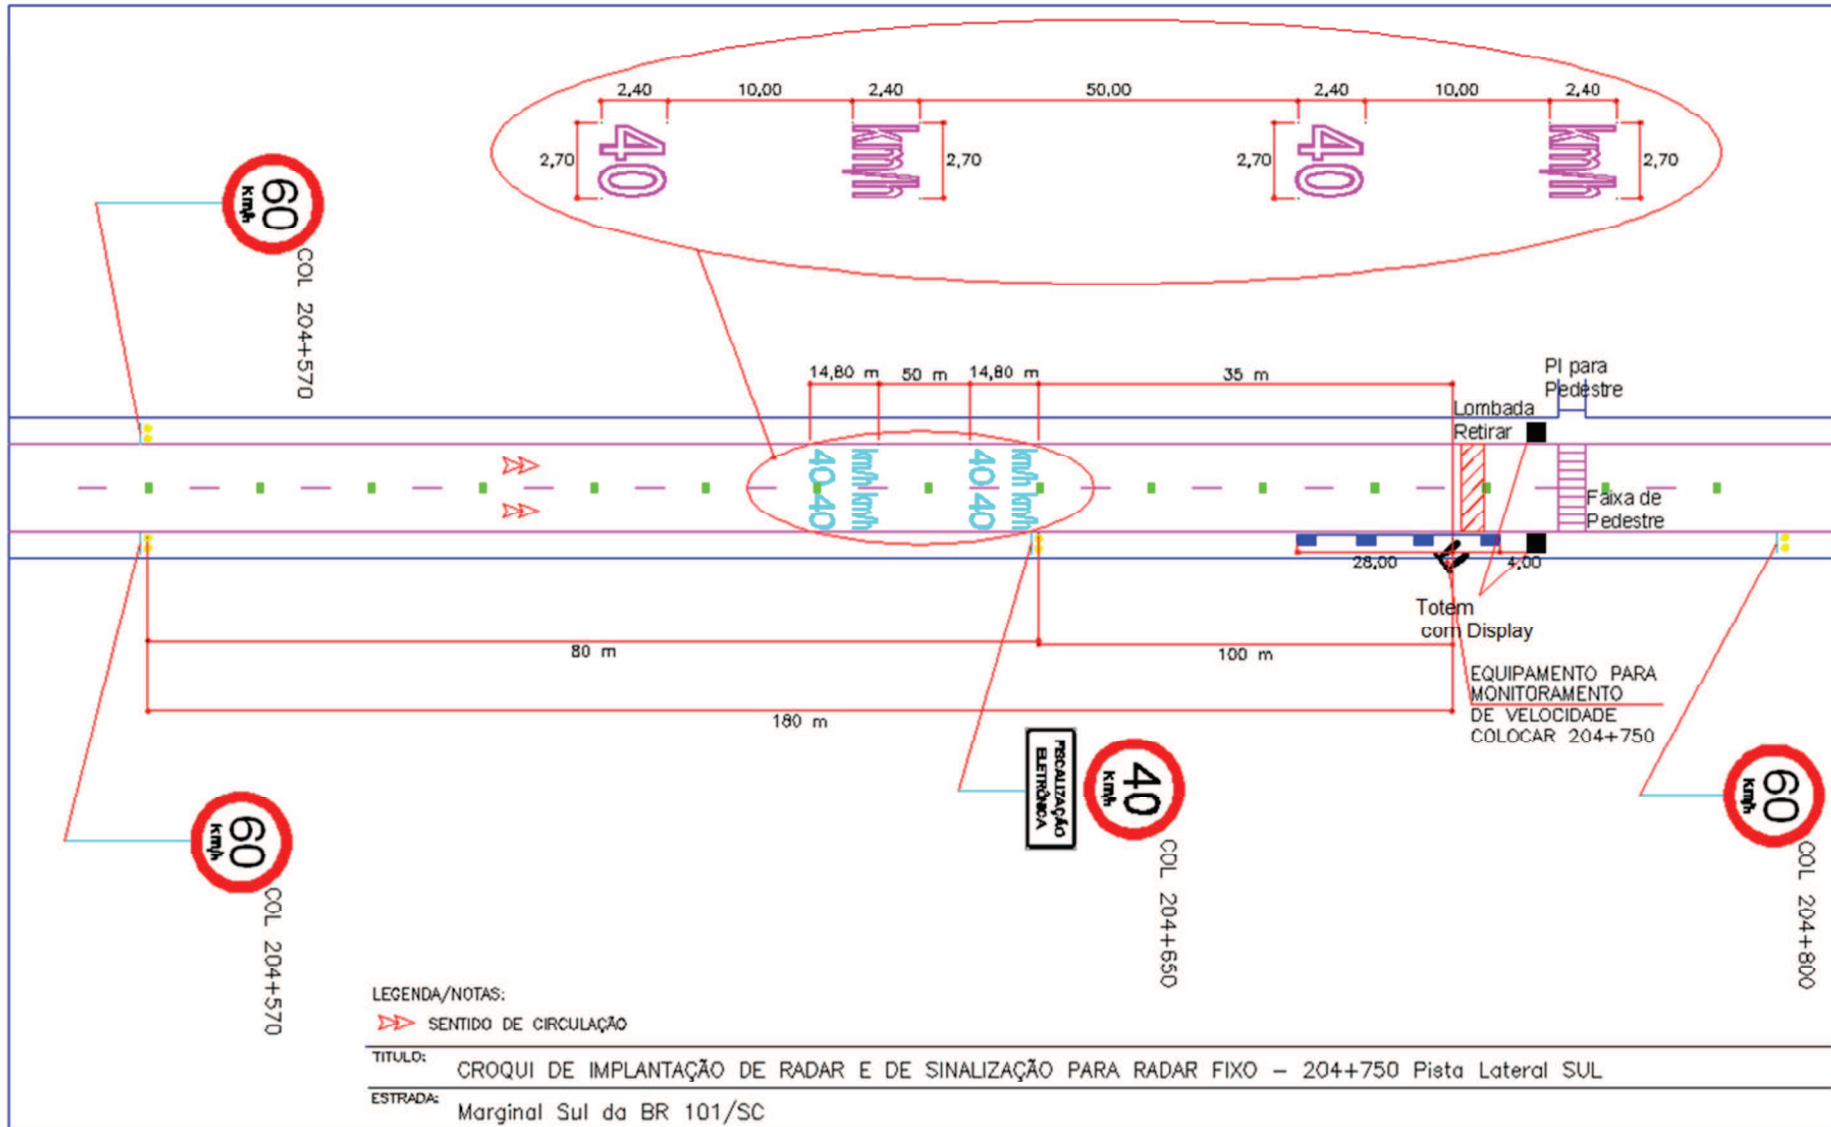 2,40 10,00 2,40 50,00 2,40 10,00 2,40
2,70 40 km/h 2,70 2,70 40 km/h 2,70
60
km/h
COL 204+570
14,80 m 50 m 14,80 m 35 m
PI para
Pedestre
Lombada
Retirar
40 40 km/h km/h 40 40 km/h km/h
Faixa de
Pedestre
28,00 4,00
Totem
com Display
80 m 100 m
180 m
EQUIPAMENTO PARA
MONITORAMENTO
DE VELOCIDADE
COLOCAR 204+750
60
km/h
COL 204+570
FISCALIZAÇÃO
ELETRÔNICA
40
km/h
COL 204+650
60
km/h
COL 204+800
LEGENDA/NOTAS:
SENTIDO DE CIRCULAÇÃO
TITULO: CROQUI DE IMPLANTAÇÃO DE RADAR E DE SINALIZAÇÃO PARA RADAR FIXO – 204+750 Pista Lateral SUL
ESTRADA: Marginal Sul da BR 101/SC